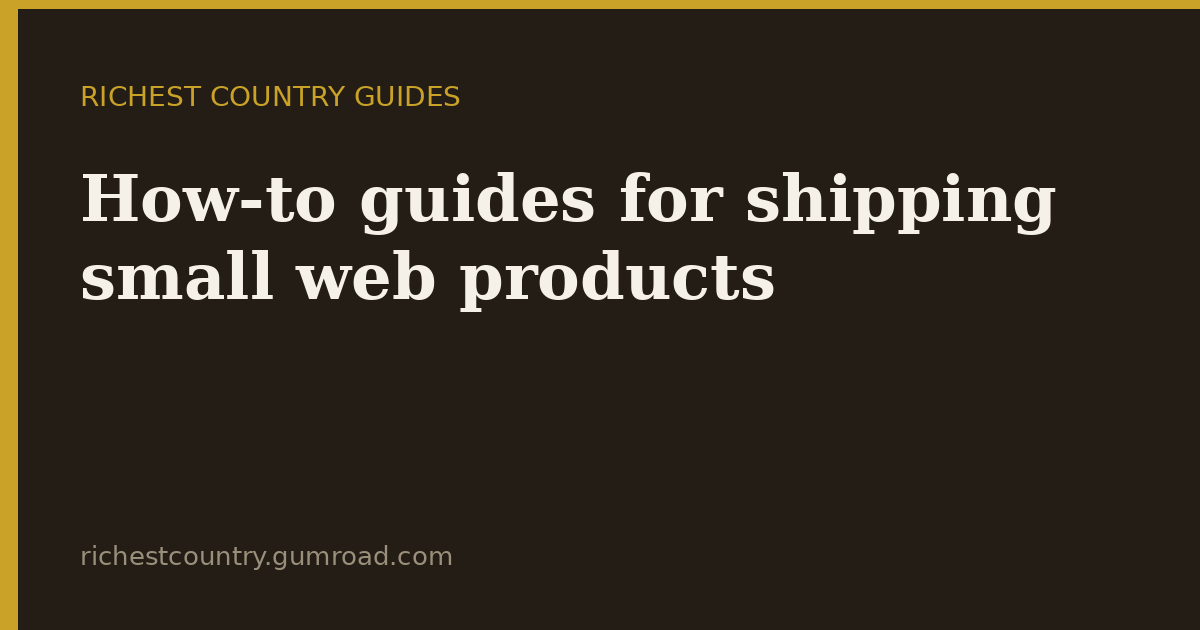 RICHEST COUNTRY GUIDES
How-to guides for shipping
small web products
richestcountry.gumroad.com